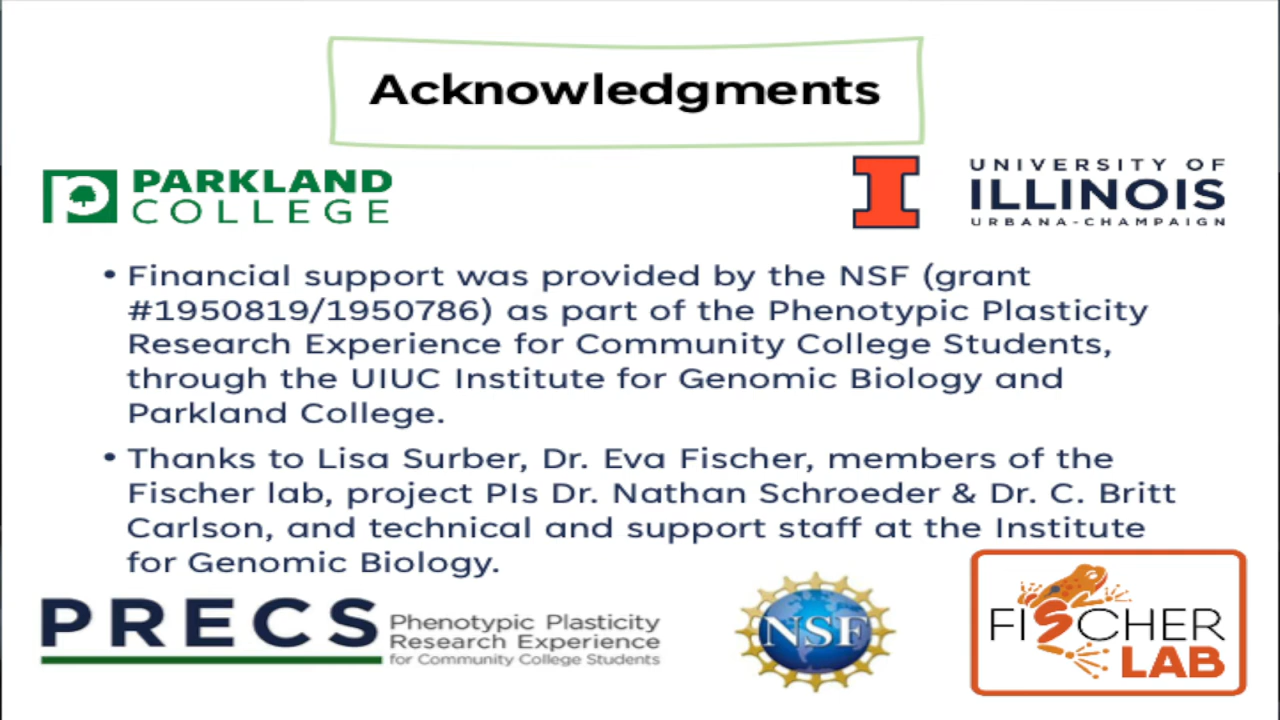 Acknowledgments
PARKLAND
COLLEGE
UNIVERSITY OF
ILLINOIS
URBANA-CHAMPAIGN
• Financial support was provided by the NSF (grant
#1950819/1950786) as part of the Phenotypic Plasticity
Research Experience for Community College Students,
through the UIUC Institute for Genomic Biology and
Parkland College.
• Thanks to Lisa Surber, Dr. Eva Fischer, members of the
Fischer lab, project PIs Dr. Nathan Schroeder & Dr. C. Britt
Carlson, and technical and support staff at the Institute
for Genomic Biology.
PRECS
Phenotypic Plasticity
Research Experience
for Community College Students
NSF
FISCHER
LAB